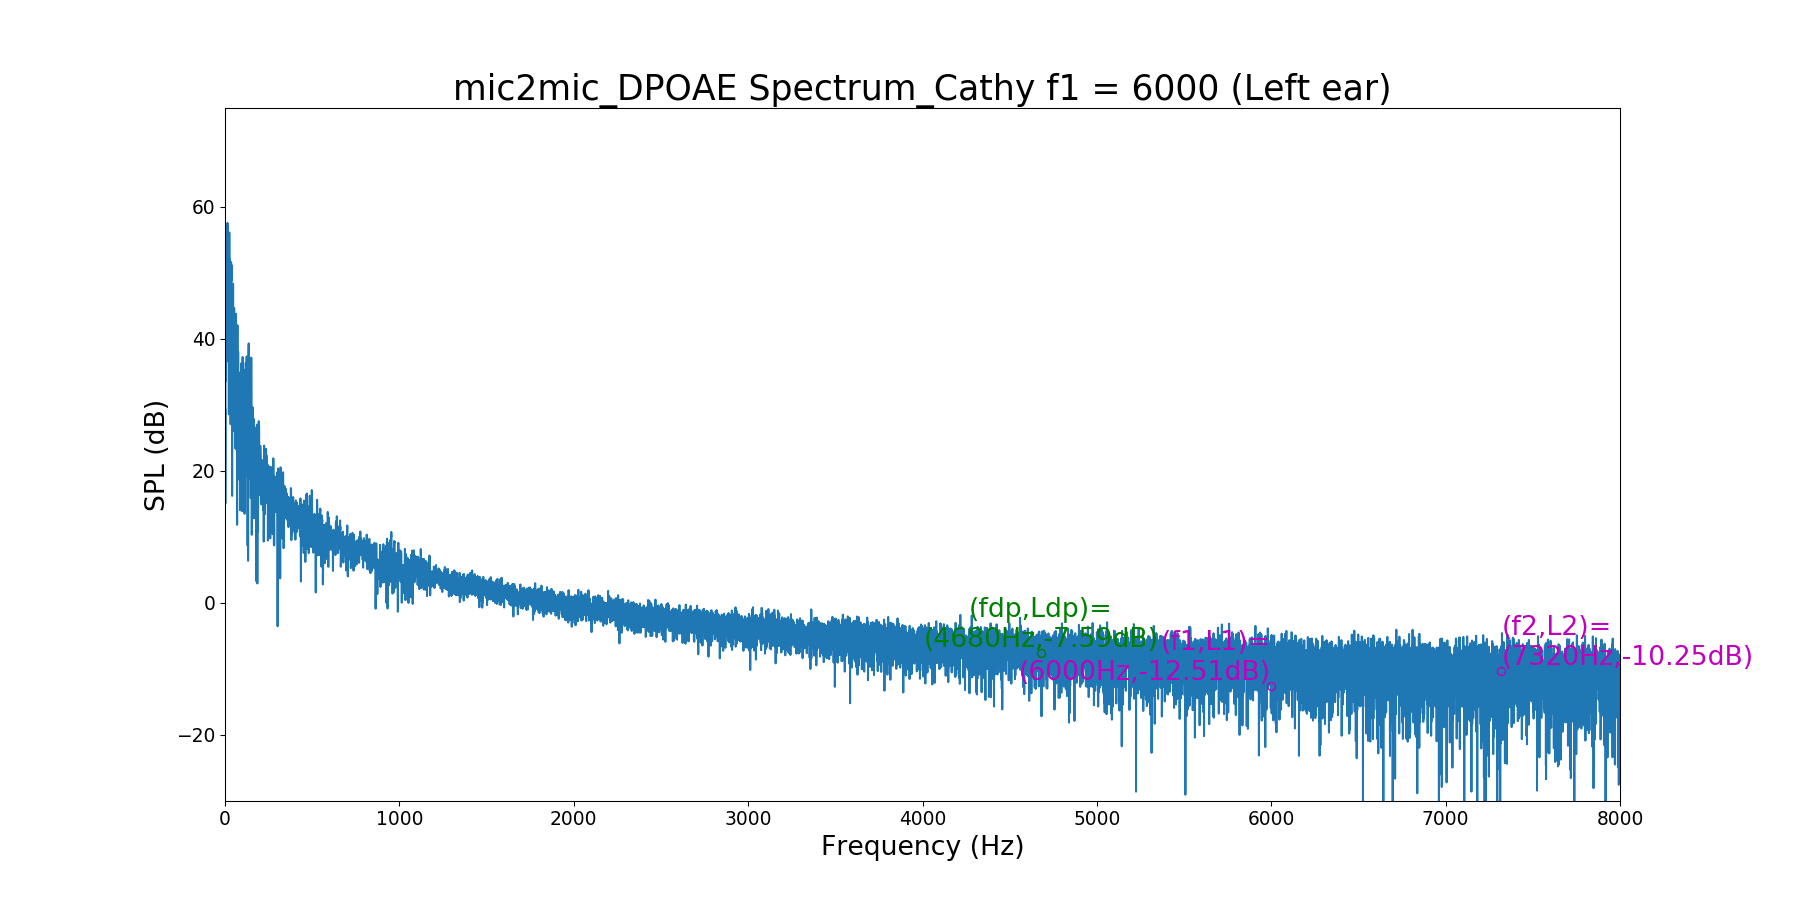 mic2mic_DPOAE Spectrum_Cathy f1 = 6000 (Left ear)
60
40
20
0
−20
SPL (dB)
(fdp,Ldp)=
(4680Hz,-7.59dB)
(f1,L1)=
(6000Hz,-12.51dB)
(f2,L2)=
(7320Hz,-10.25dB)
0 1000 2000 3000 4000 5000 6000 7000 8000
Frequency (Hz)